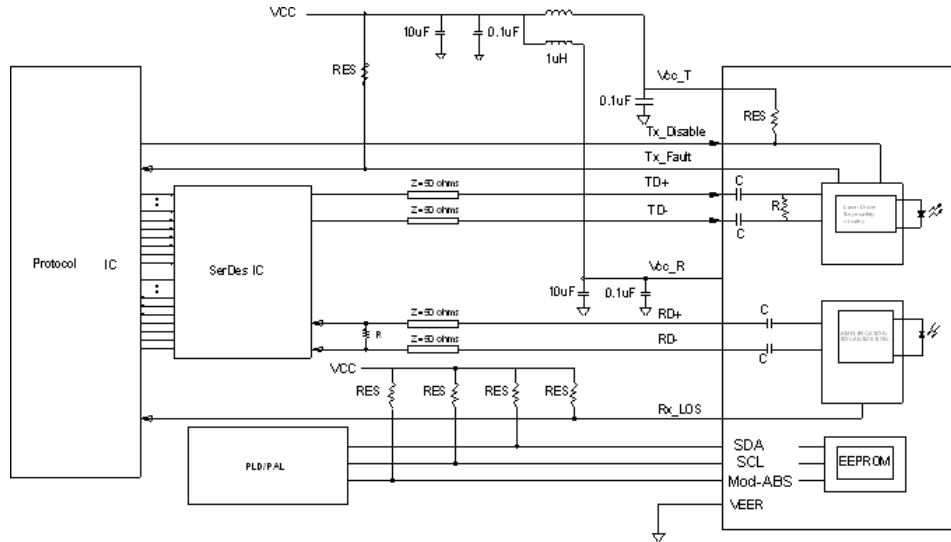 VCC
10uF
0.1uF
1uH
RES
Vcc_T
0.1uF
RES
Tx_Disable
Tx_Fault
Z=50 ohms
TD+
C
R
Z=50 ohms
TD-
C
Laser Driver
Protocol IC
SerDes IC
Vcc_R
10uF
0.1uF
Z=50 ohms
RD+
C
R
Z=50 ohms
RD-
C
VCC
RES
RES
RES
RES
Rx_LOS
PLD/PAL
SDA
SCL
Mod-ABS
EEPROM
VEER